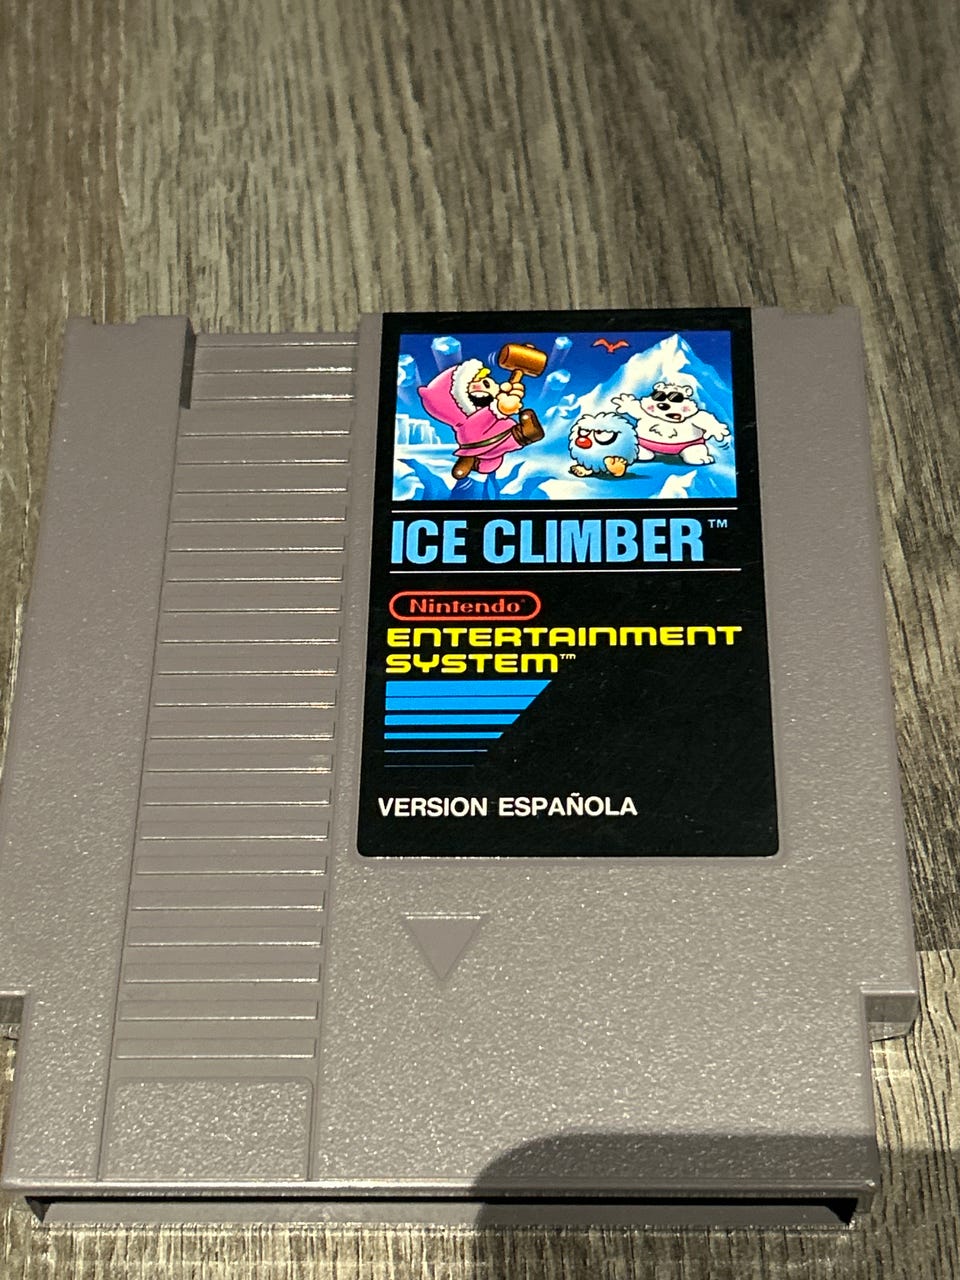 ICE CLIMBER™
Nintendo®
ENTERTAINMENT
SYSTEM™
VERSION ESPAÑOLA